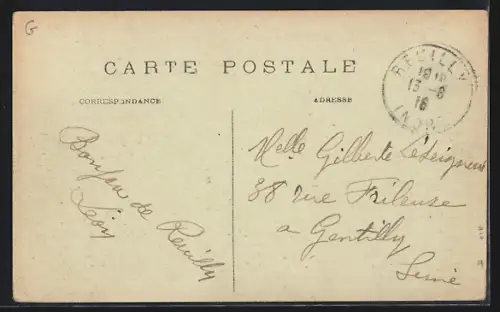 G
CARTE POSTALE
CORRESPONDANCE
ADRESSE
REUILLY
13 - 6
16
INDRE
Bonjour de Reuilly
Léon
Melle Gilberte Leseigneur
38 rue Frileuse
a Gentilly
Seine